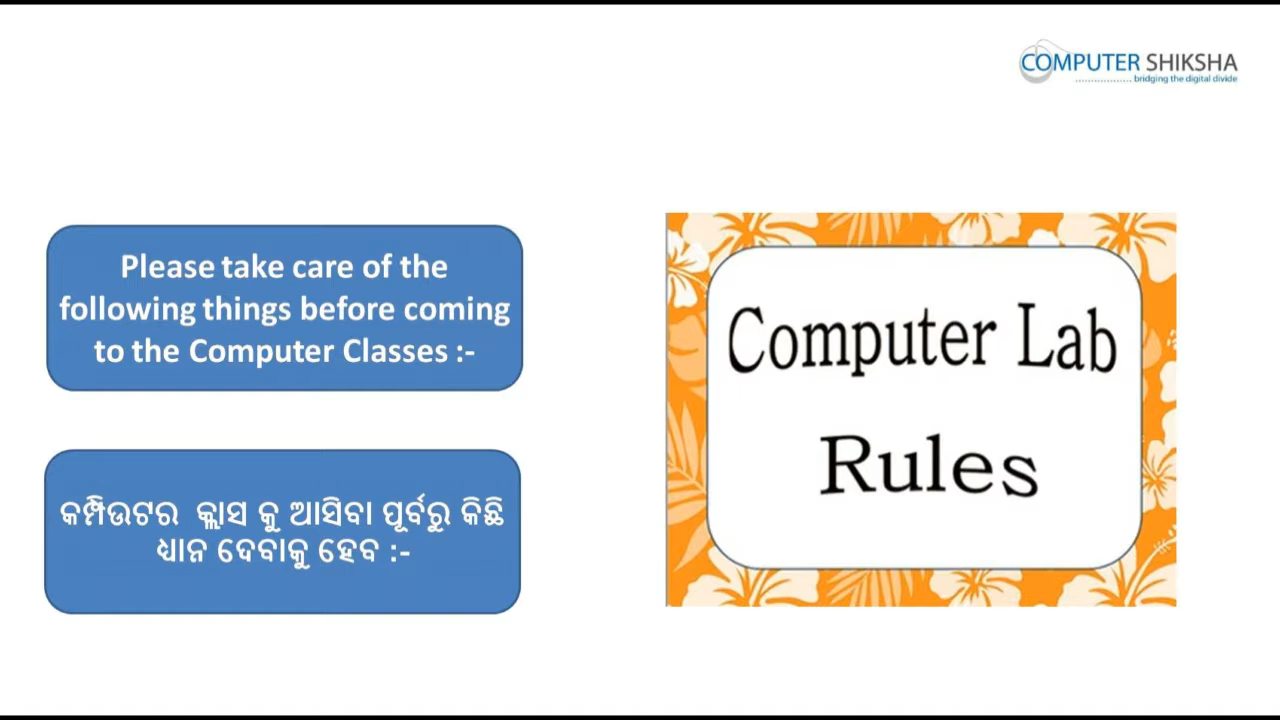 COMPUTER SHIKSHA
bridging the digital divide
Please take care of the
following things before coming
to the Computer Classes :-
କମ୍ପିଉଟର କ୍ଲାସ କୁ ଆସିବା ପୂର୍ବରୁ କିଛି
ଧ୍ୟାନ ଦେବାକୁ ହେବ :-
Computer Lab
Rules